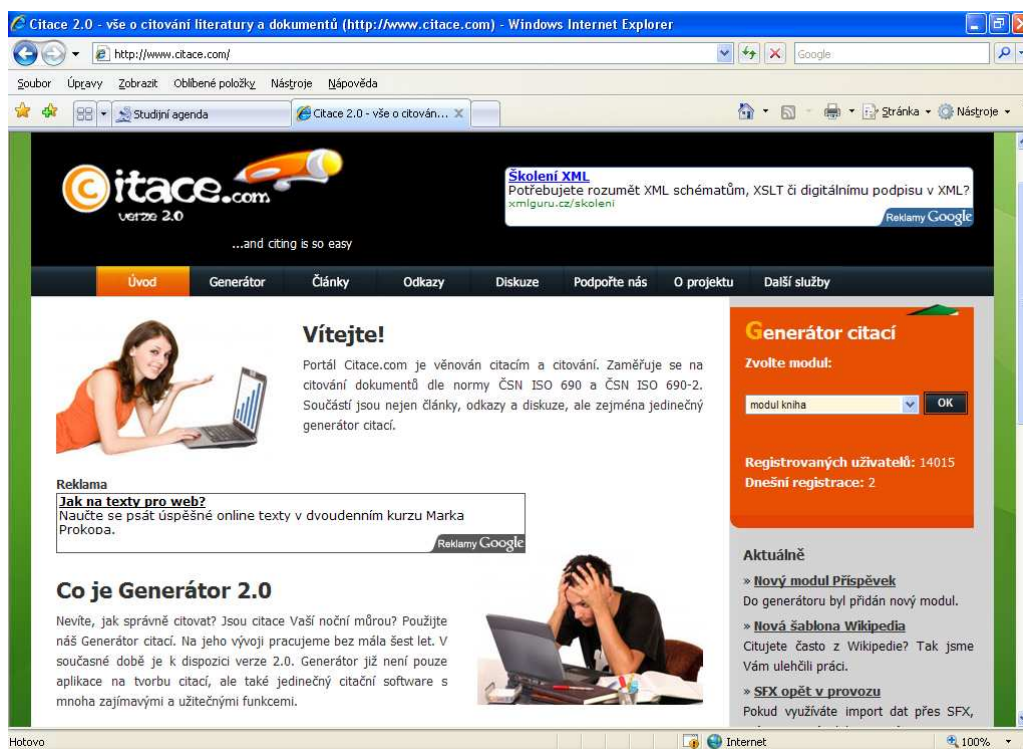 Citace 2.0 - vše o citování literatury a dokumentů (http://www.citace.com) - Windows Internet Explorer
http://www.citace.com/
Google
Soubor Úpravy Zobrazit Oblíbené položky Nástroje Nápověda
Studijní agenda
Citace 2.0 - vše o citován...
Stránka
Nástroje
Citace.com
verze 2.0
...and citing is so easy
Školení XML
Potřebujete rozumět XML schématům, XSLT či digitálnímu podpisu v XML?
xmlguru.cz/skoleni
Reklamy Google
Úvod Generátor Články Odkazy Diskuze Podpořte nás O projektu Další služby
Vítejte!
Portál Citace.com je věnován citacím a citování. Zaměřuje se na
citování dokumentů dle normy ČSN ISO 690 a ČSN ISO 690-2.
Součástí jsou nejen články, odkazy a diskuze, ale zejména jedinečný
generátor citací.
Reklama
Jak na texty pro web?
Naučte se psát úspěšné online texty v dvoudenním kurzu Marka
Prokopa.
Reklamy Google
Co je Generátor 2.0
Nevíte, jak správně citovat? Jsou citace Vaší noční můrou? Použijte
náš Generátor citací. Na jeho vývoji pracujeme bez mála šest let. V
současné době je k dispozici verze 2.0. Generátor již není pouze
aplikace na tvorbu citací, ale také jedinečný citační software s
mnoha zajímavými a užitečnými funkcemi.
Generátor citací
Zvolte modul:
modul kniha
OK
Registrovaných uživatelů: 14015
Dnešní registrace: 2
Aktuálně
» Nový modul Příspěvek
Do generátoru byl přidán nový modul.
» Nová šablona Wikipedia
Citujete často z Wikipedie? Tak jsme
Vám ulehčili práci.
» SFX opět v provozu
Pokud využíváte import dat přes SFX,
Hotovo
Internet
100%